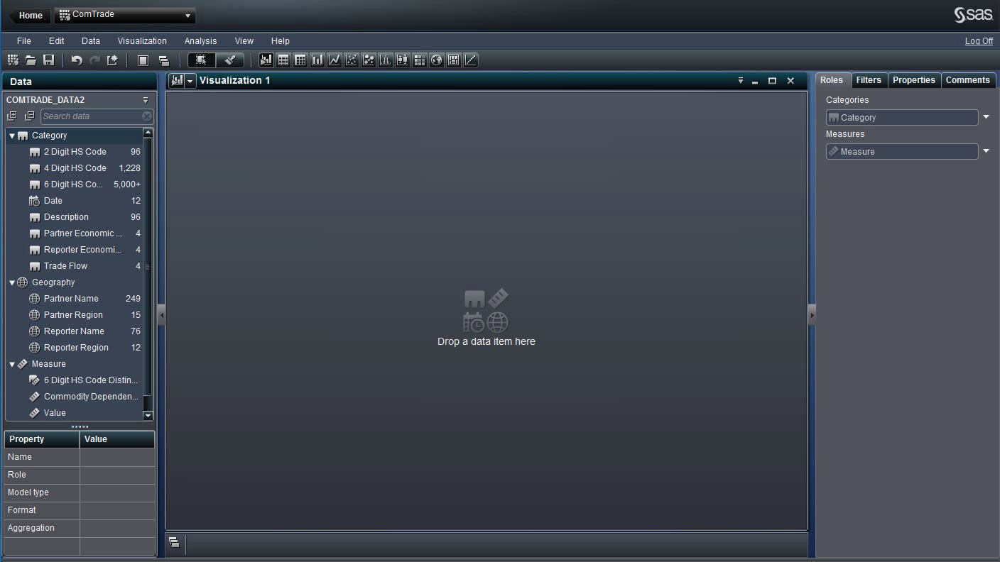 Home
ComTrade
sas
File Edit Data Visualization Analysis View Help
Log Off
Data
COMTRADE_DATA2
Search data
Category
2 Digit HS Code 96
4 Digit HS Code 1,228
6 Digit HS Co... 5,000+
Date 12
Description 96
Partner Economic ... 4
Reporter Economi... 4
Trade Flow 4
Geography
Partner Name 249
Partner Region 15
Reporter Name 76
Reporter Region 12
Measure
6 Digit HS Code Distin...
Commodity Dependen...
Value
Property Value
Name
Role
Model type
Format
Aggregation
Visualization 1
Drop a data item here
Roles Filters Properties Comments
Categories
Category
Measures
Measure